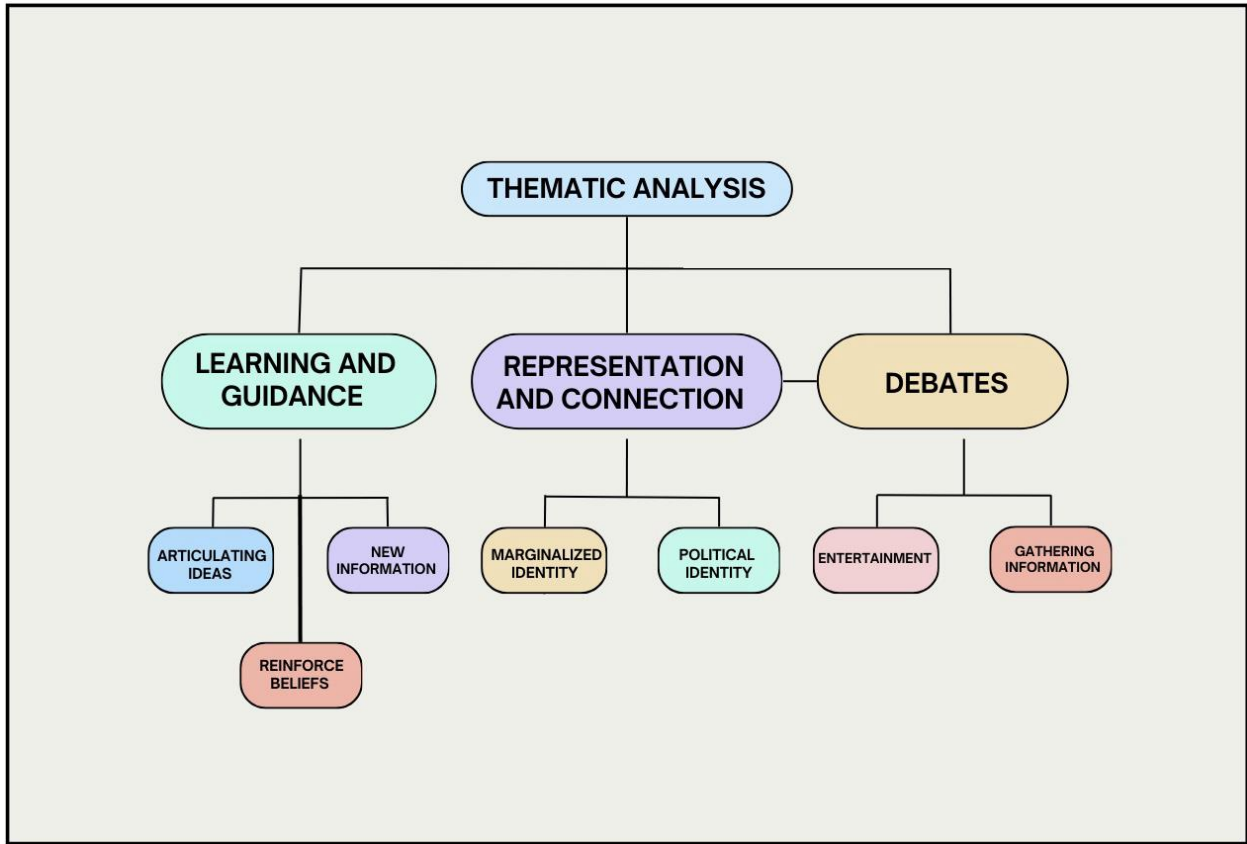 THEMATIC ANALYSIS
LEARNING AND
GUIDANCE
REPRESENTATION
AND CONNECTION
DEBATES
ARTICULATING
IDEAS
NEW
INFORMATION
REINFORCE
BELIEFS
MARGINALIZED
IDENTITY
POLITICAL
IDENTITY
ENTERTAINMENT
GATHERING
INFORMATION